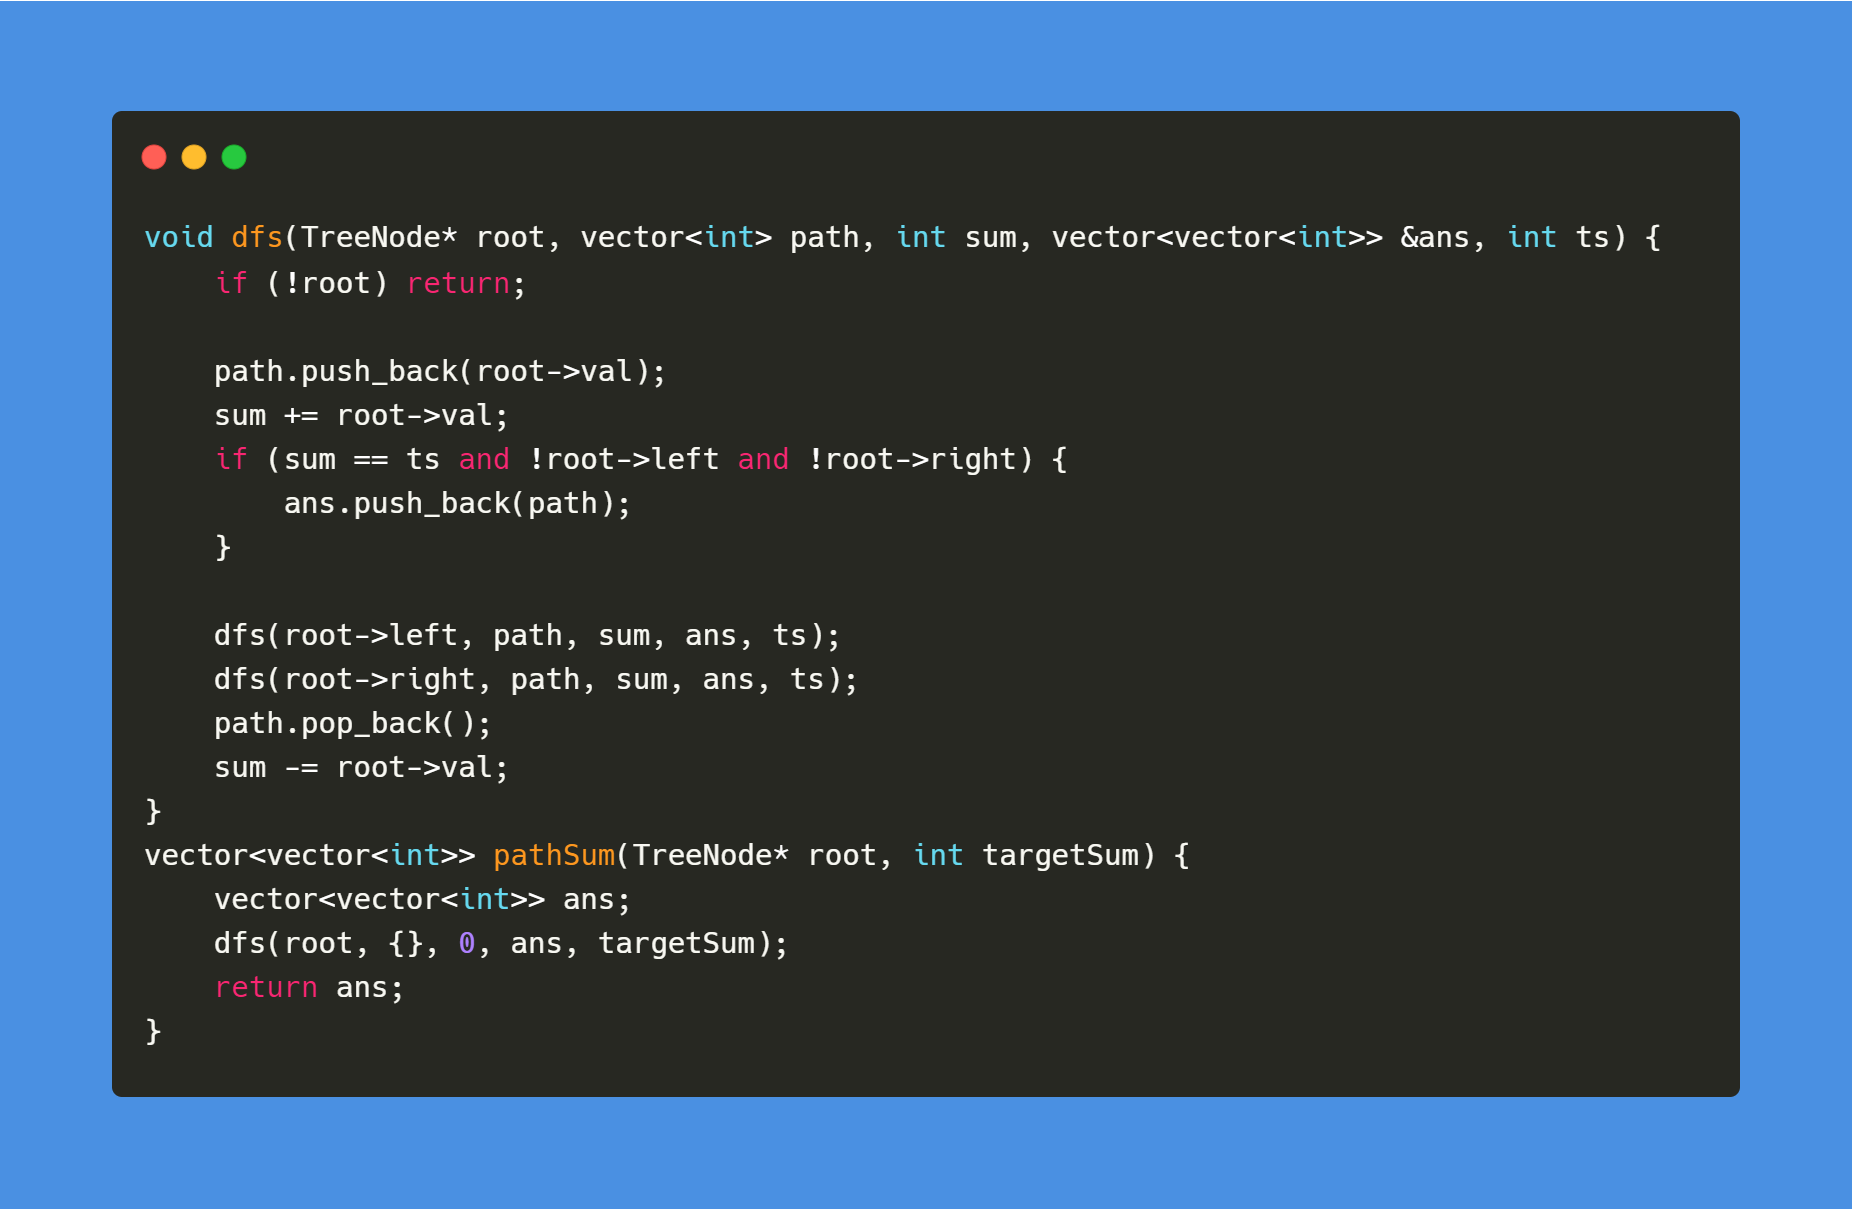 void dfs(TreeNode* root, vector<int> path, int sum, vector<vector<int>> &ans, int ts) {
    if (!root) return;

    path.push_back(root->val);
    sum += root->val;
    if (sum == ts and !root->left and !root->right) {
        ans.push_back(path);
    }

    dfs(root->left, path, sum, ans, ts);
    dfs(root->right, path, sum, ans, ts);
    path.pop_back();
    sum -= root->val;
}
vector<vector<int>> pathSum(TreeNode* root, int targetSum) {
    vector<vector<int>> ans;
    dfs(root, {}, 0, ans, targetSum);
    return ans;
}